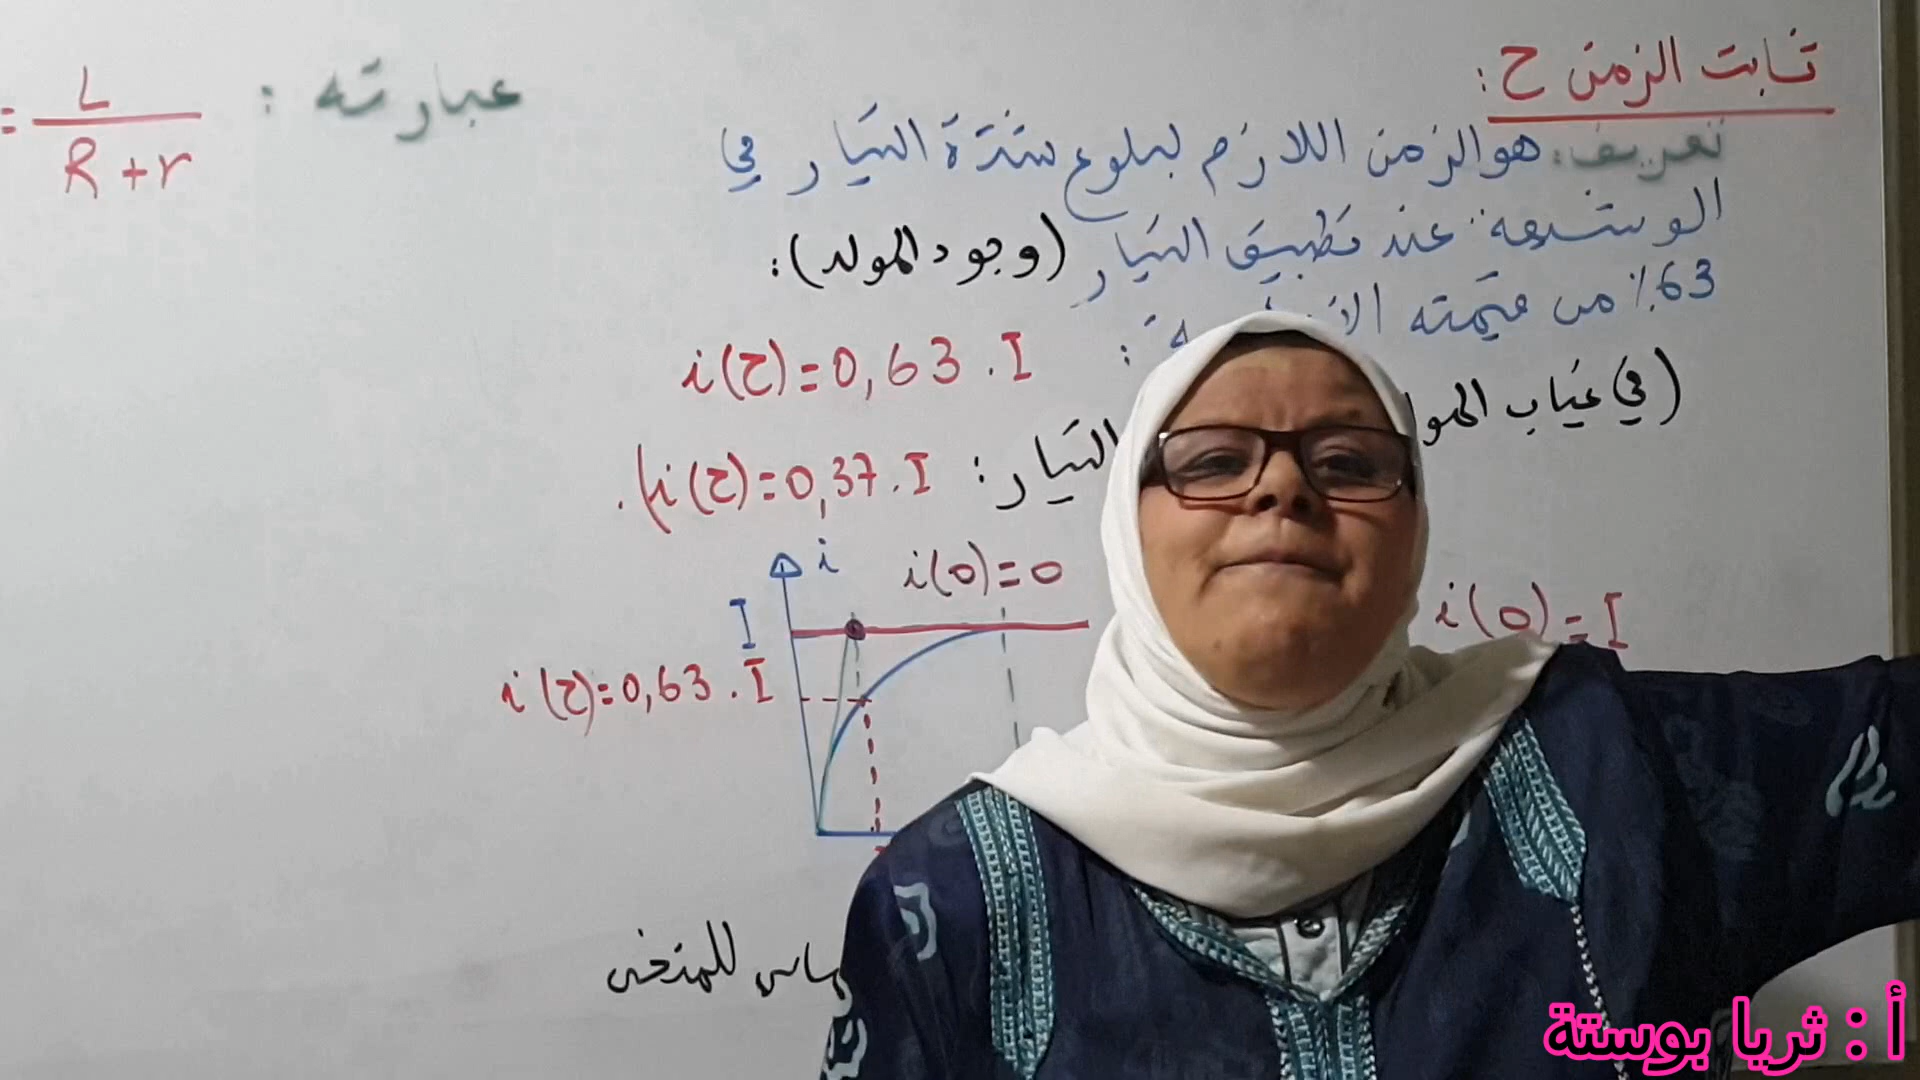 ثابت الزمن τ :
تعريف: هو الزمن اللازم لبلوغ شدة التيار في
الوشيعة عند تطبيق التيار (وجود المولد):
63٪ من قيمته
i(τ)=0,63.I
(في غياب
التيار: i(τ)=0,37.I).
عبارته :
= L / R+r
i
i(0)=0
I
i(0)=I
i(τ)=0,63.I
للمنحنى
أ : ثريا بوستة